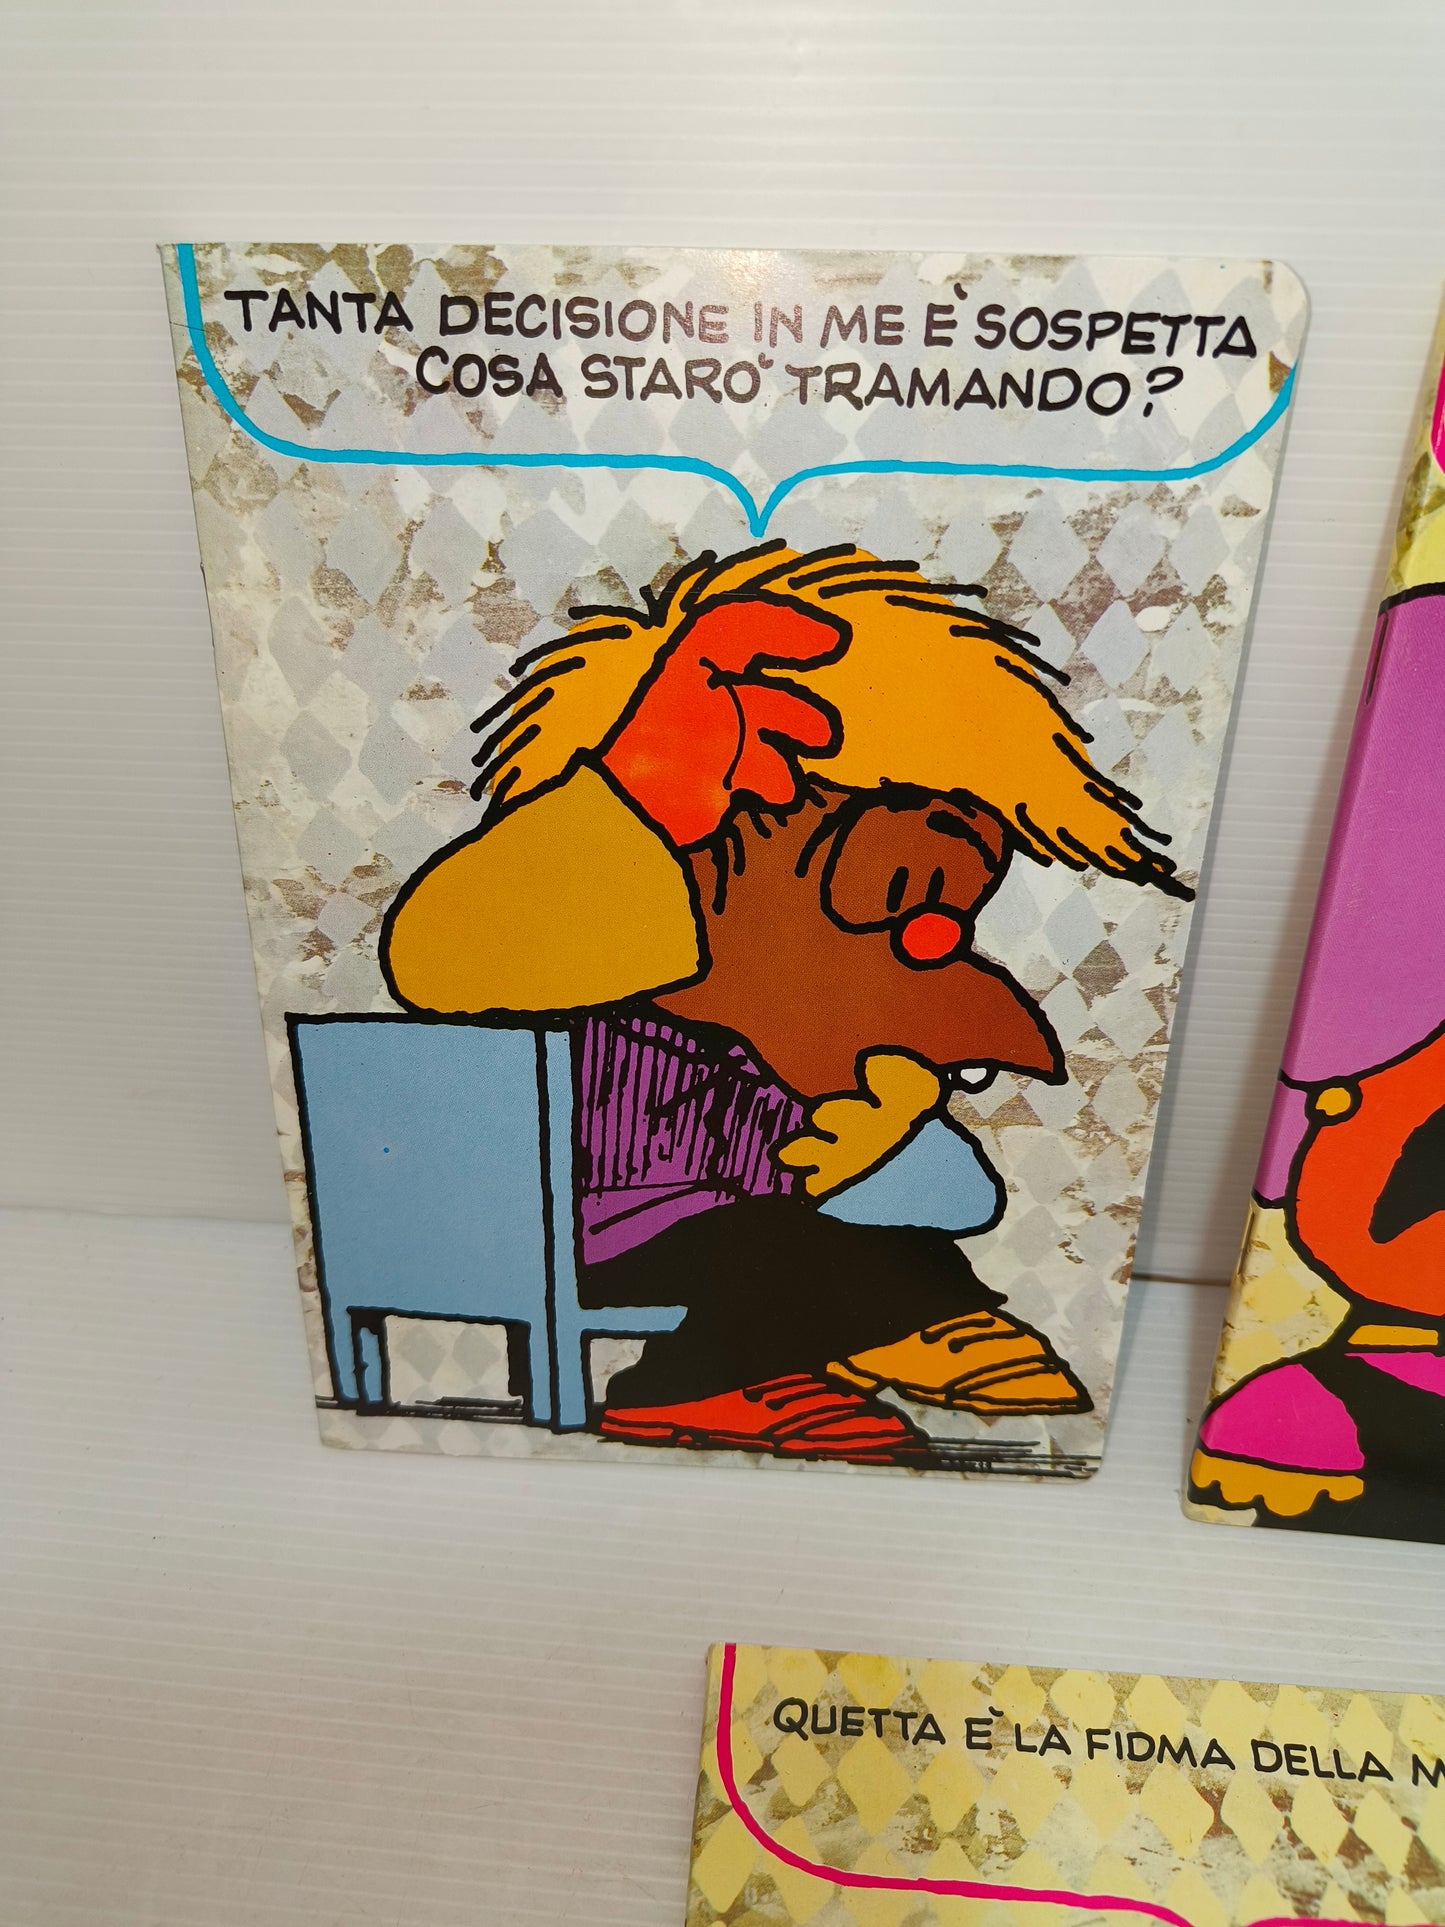 TANTA DECISIONE IN ME È SOSPETTA
COSA STARÒ TRAMANDO?
QUETTA È LA FIDMA DELLA M